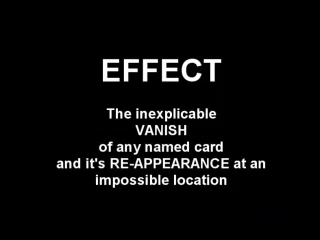 EFFECT
The inexplicable
VANISH
of any named card
and it's RE-APPEARANCE at an
impossible location